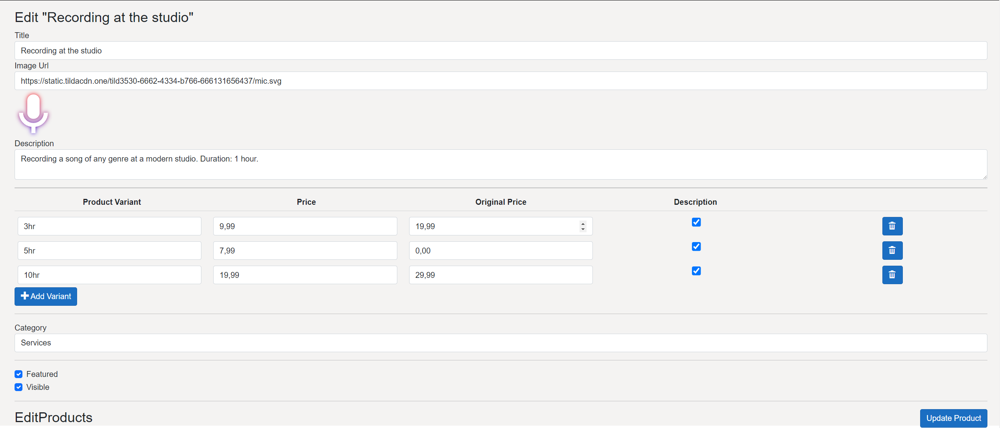 Edit "Recording at the studio"
Title
Recording at the studio
Image Url
https://static.tildacdn.one/tild3530-6662-4334-b766-666131656437/mic.svg
Description
Recording a song of any genre at a modern studio. Duration: 1 hour.
Product Variant Price Original Price Description
3hr 9,99 19,99
5hr 7,99 0,00
10hr 19,99 29,99
Add Variant
Category
Services
Featured
Visible
EditProducts Update Product